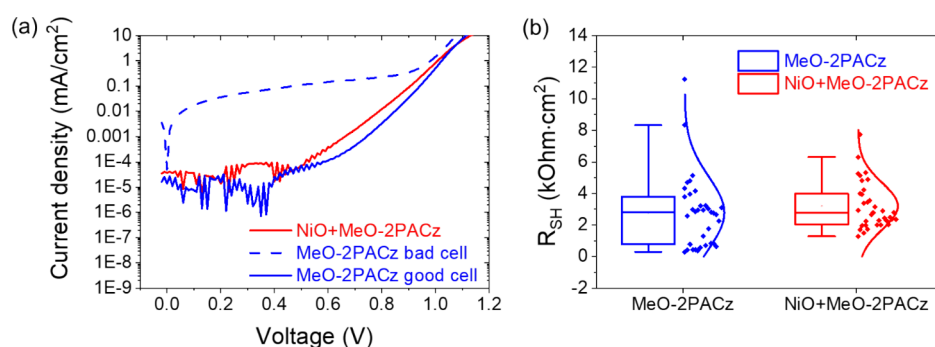 (a)
Current density (mA/cm²)
10
1
0.1
0.01
0.001
1E-4
1E-5
1E-6
1E-7
1E-8
1E-9
NiO+MeO-2PACz
MeO-2PACz bad cell
MeO-2PACz good cell
0.0 0.2 0.4 0.6 0.8 1.0 1.2
Voltage (V)
(b)
R_SH (kOhm·cm²)
14
12
10
8
6
4
2
0
-2
MeO-2PACz
NiO+MeO-2PACz
MeO-2PACz NiO+MeO-2PACz